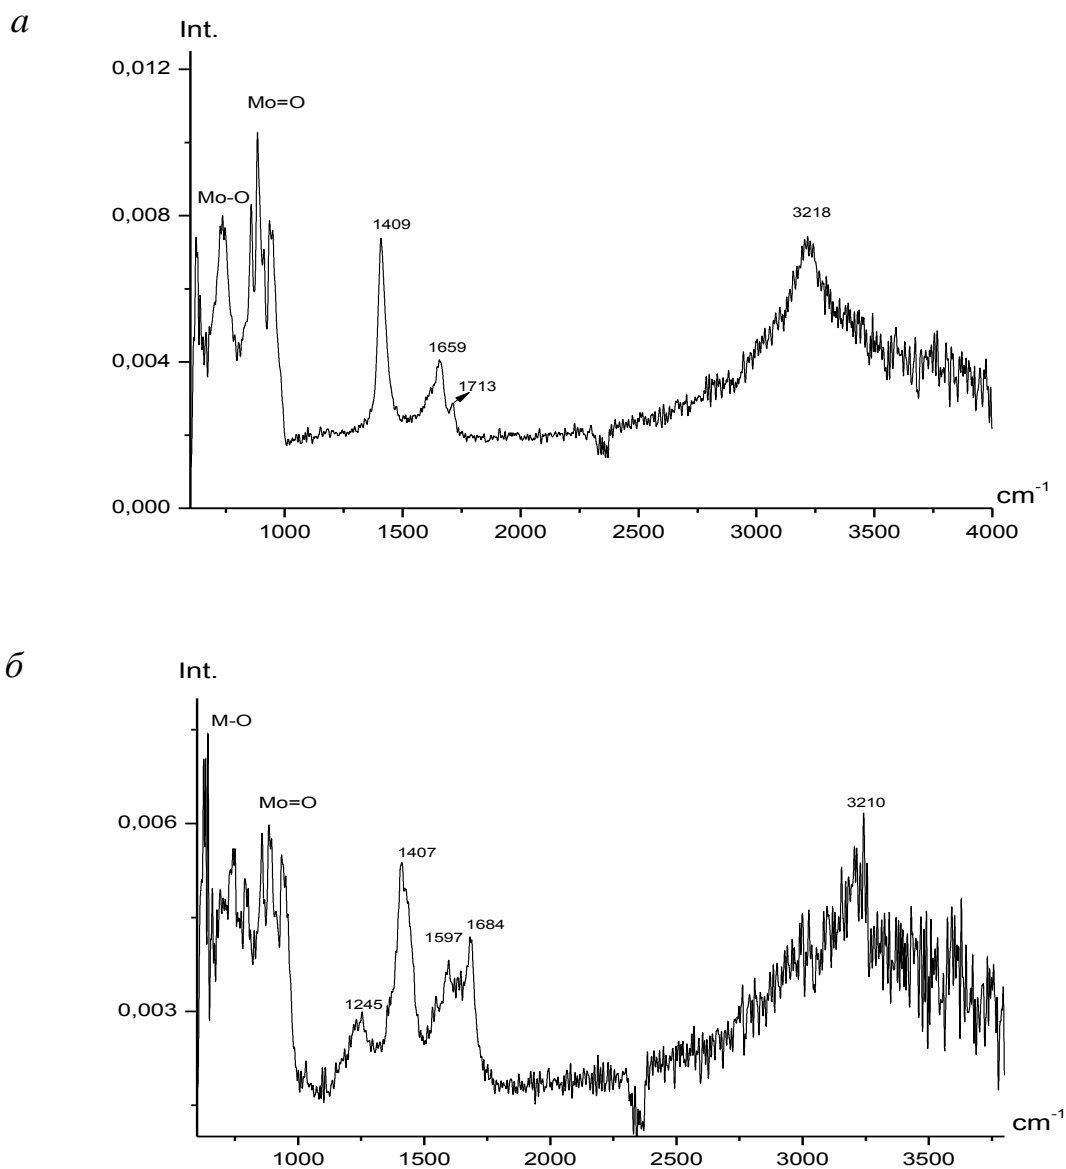 а
Int.
0,012
Mo=O
0,008
Mo-O
1409
3218
0,004
1659
1713
0,000
cm-1
1000 1500 2000 2500 3000 3500 4000
б
Int.
M-O
Mo=O
0,006
3210
1407
1597 1684
1245
0,003
cm-1
1000 1500 2000 2500 3000 3500